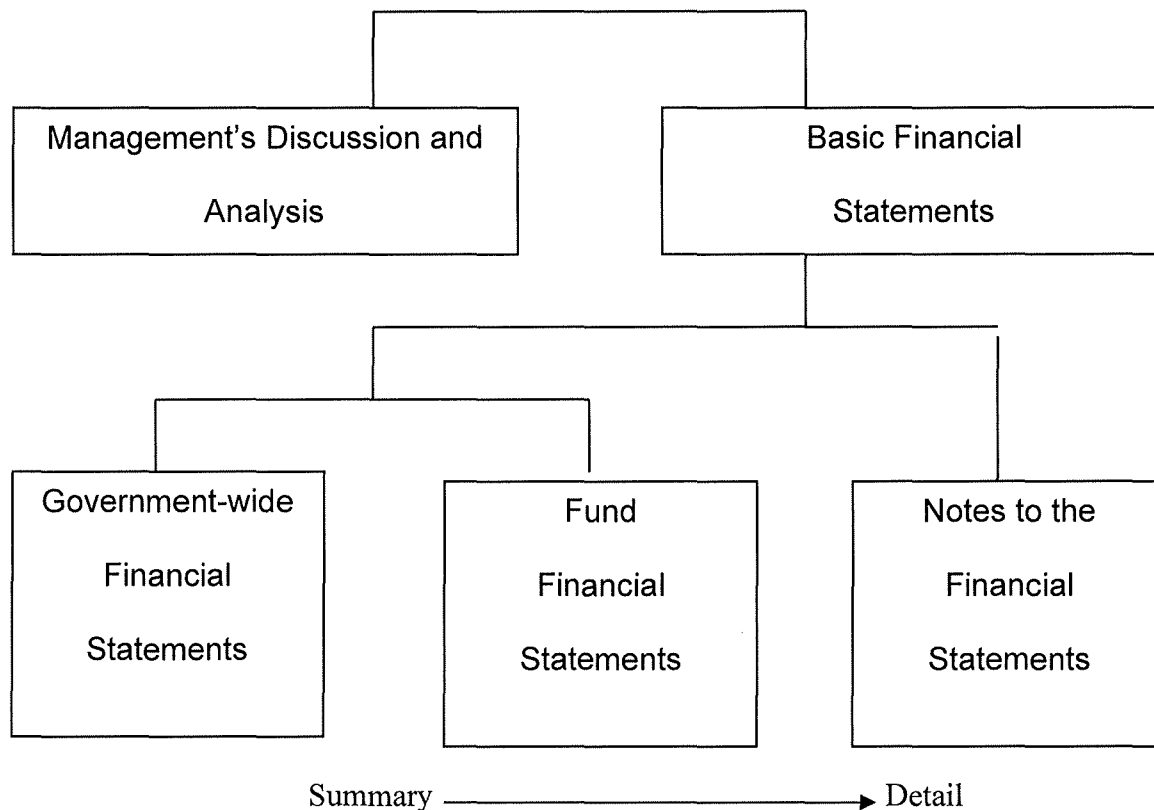 Management's Discussion and
Analysis
Basic Financial
Statements
Government-wide
Financial
Statements
Fund
Financial
Statements
Notes to the
Financial
Statements
Summary
Detail